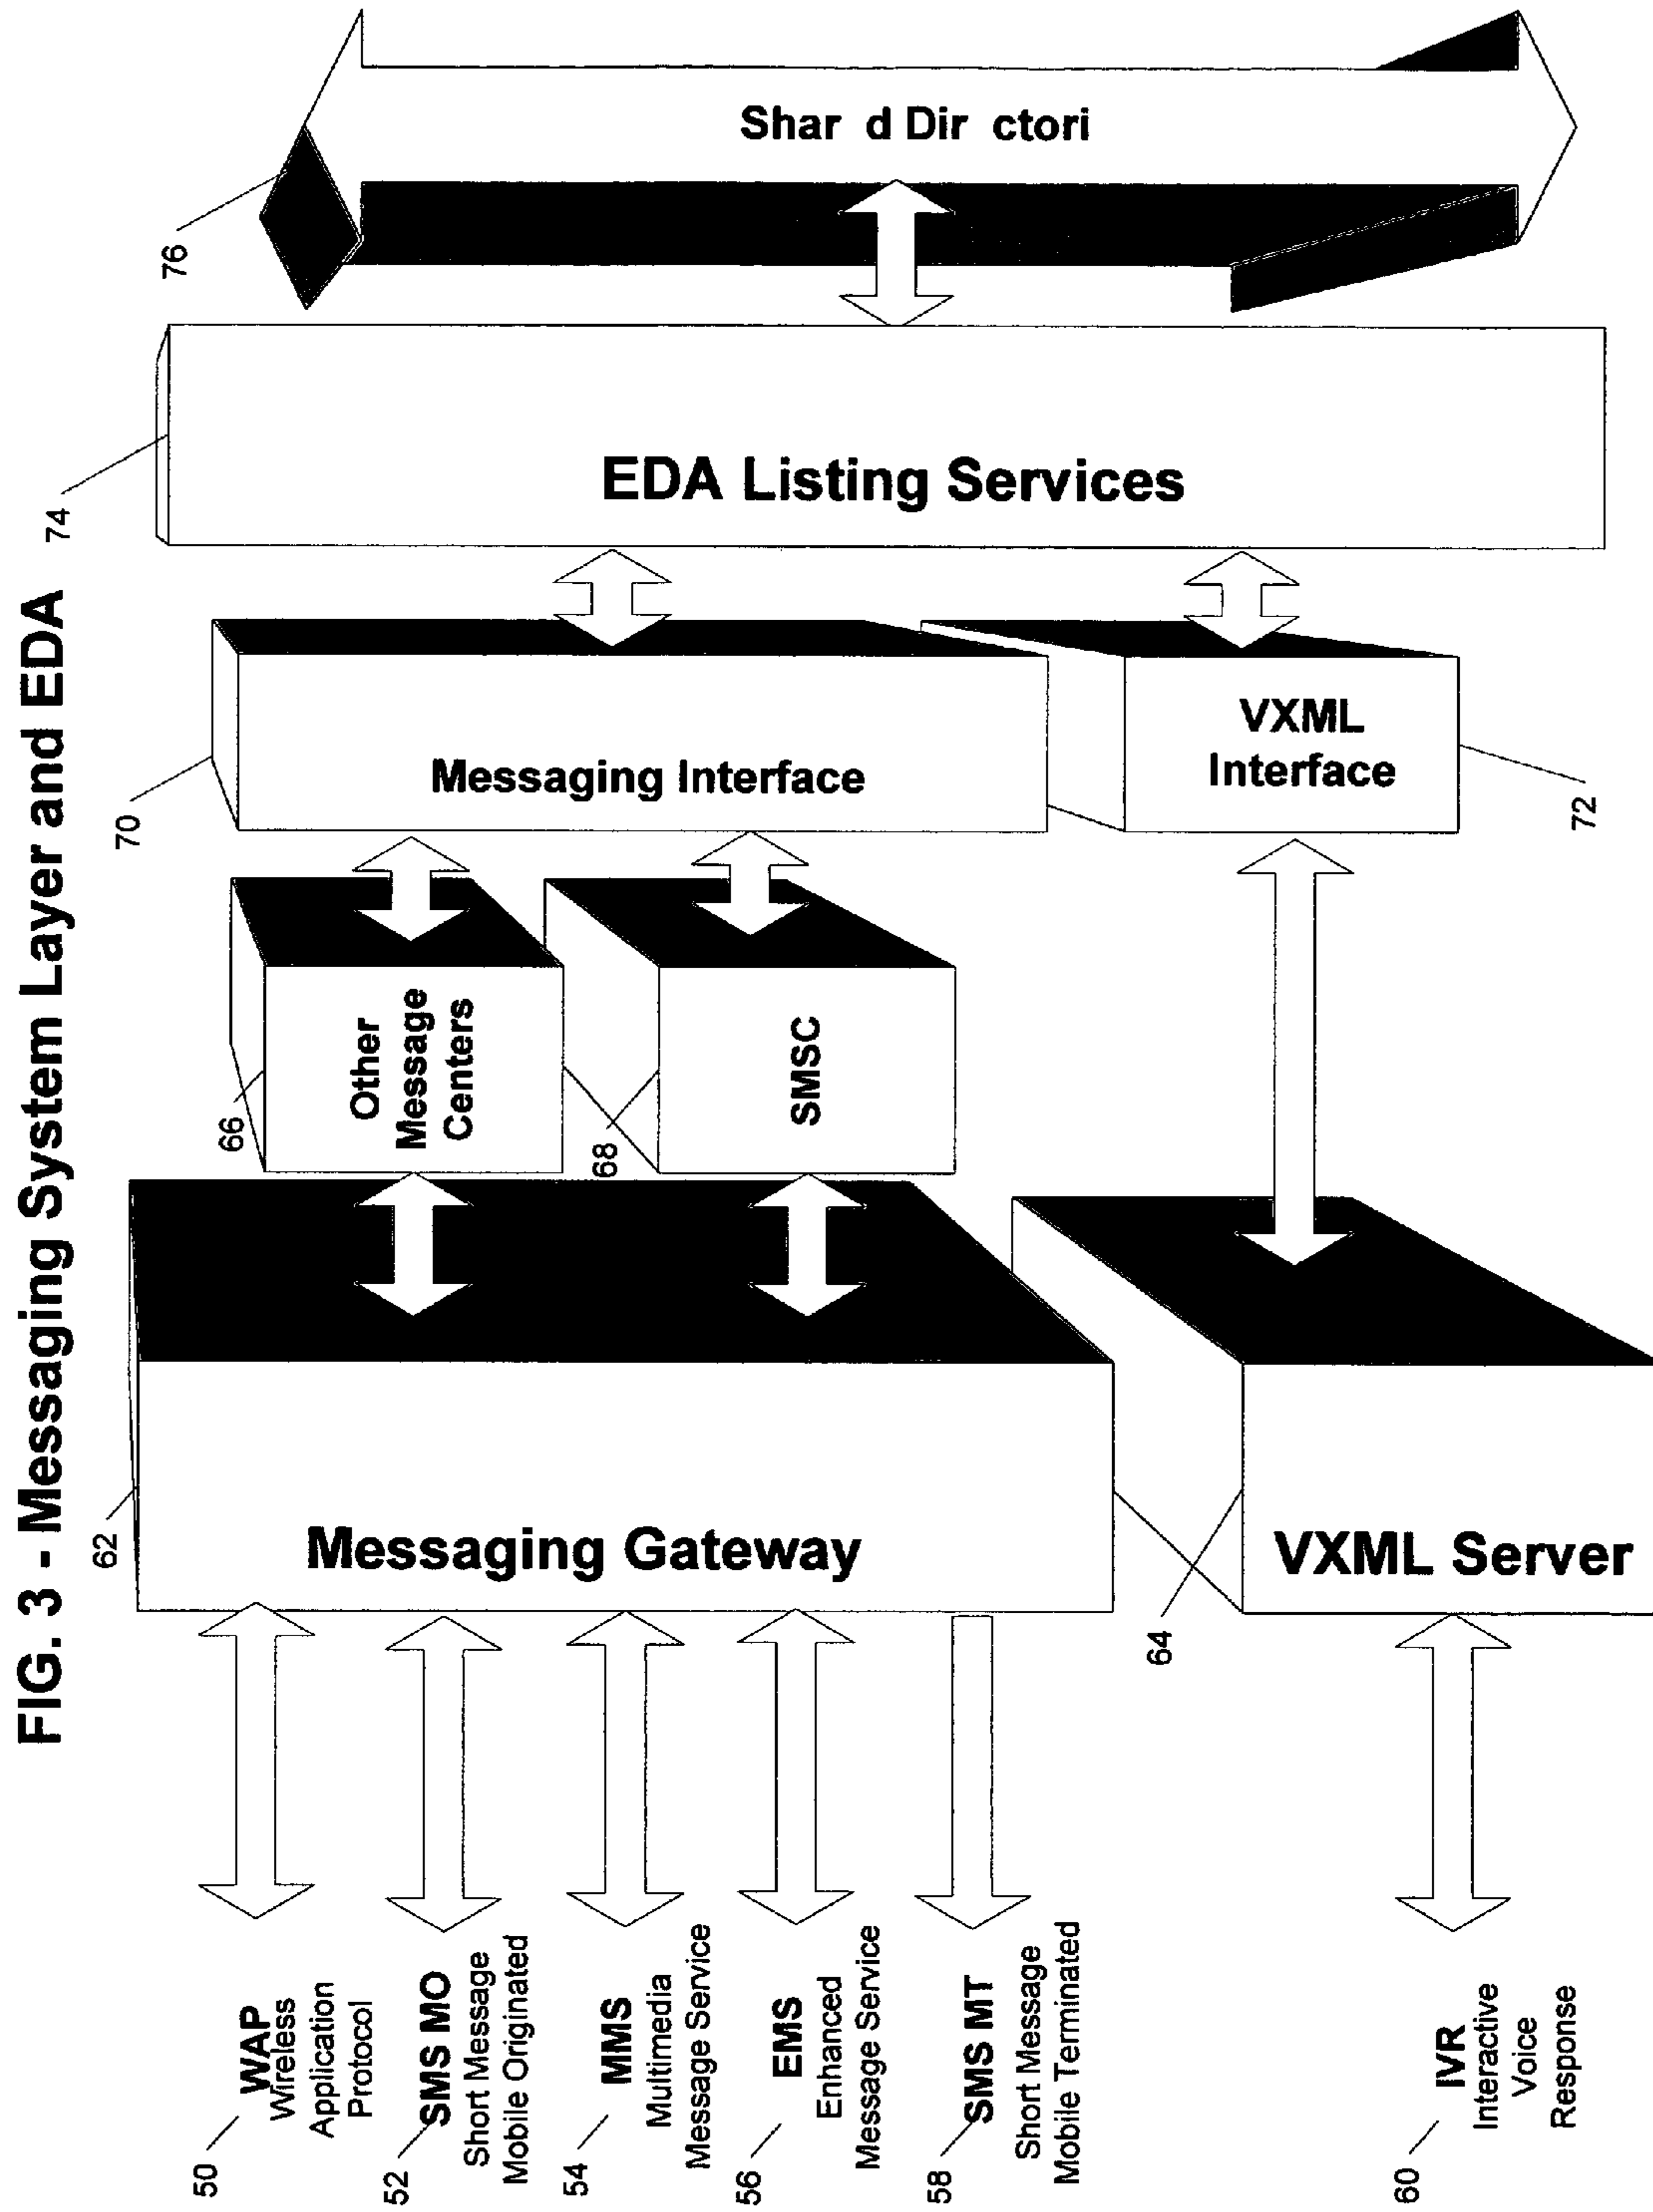 FIG. 3 - Messaging System Layer and EDA
50
WAP
Wireless
Application
Protocol
52
SMS MO
Short Message
Mobile Originated
54
MMS
Multimedia
Message Service
56
EMS
Enhanced
Message Service
58
SMS MT
Short Message
Mobile Terminated
60
IVR
Interactive
Voice
Response
62
Messaging Gateway
64
VXML Server
66
Other
Message
Centers
68
SMSC
70
Messaging Interface
72
VXML
Interface
74
EDA Listing Services
76
Shar d Dir ctori